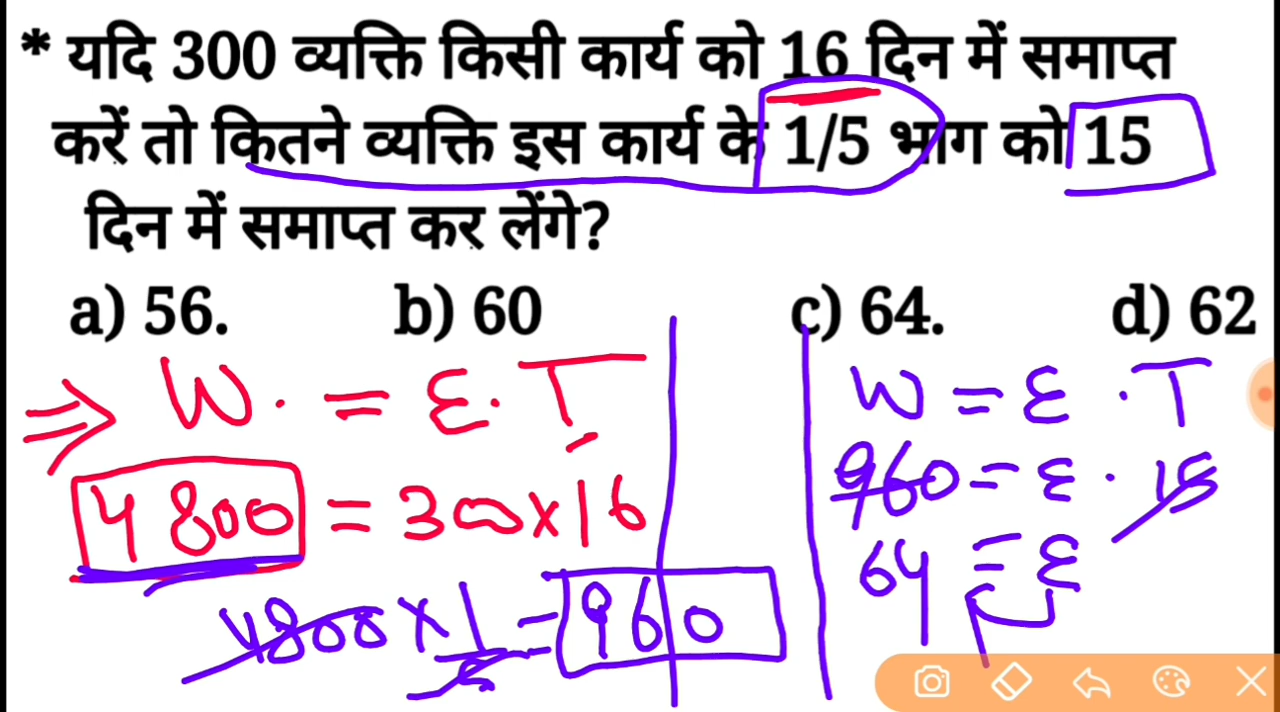 * यदि 300 व्यक्ति किसी कार्य को 16 दिन में समाप्त
करें तो कितने व्यक्ति इस कार्य के 1/5 भाग को 15
दिन में समाप्त कर लेंगे?
a) 56. b) 60 c) 64. d) 62
⇒ W. = E. T
4800 = 300×16
4800 × 1/5 = 960
W = E · T
960 = E · 15
64 = E